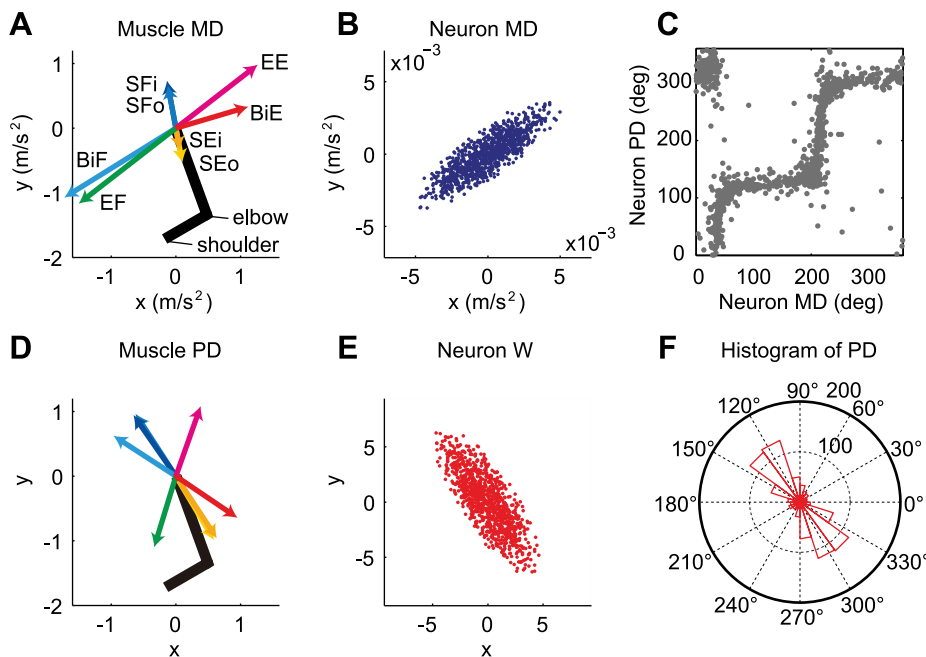 A
Muscle MD
1
0
-1
-2
y (m/s²)
SFi
SFo
EE
BiE
SEi
SEo
BiF
EF
elbow
shoulder
-1
0
1
x (m/s²)
B
Neuron MD
x10⁻³
5
0
-5
y (m/s²)
x10⁻³
-5
0
5
x (m/s²)
C
300
200
100
0
Neuron PD (deg)
0
100
200
300
Neuron MD (deg)
D
Muscle PD
1
0
-1
-2
y
-1
0
1
x
E
Neuron W
5
0
-5
y
-5
0
5
x
F
Histogram of PD
90°
200
120°
60°
150°
100
30°
180°
0°
210°
330°
240°
300°
270°